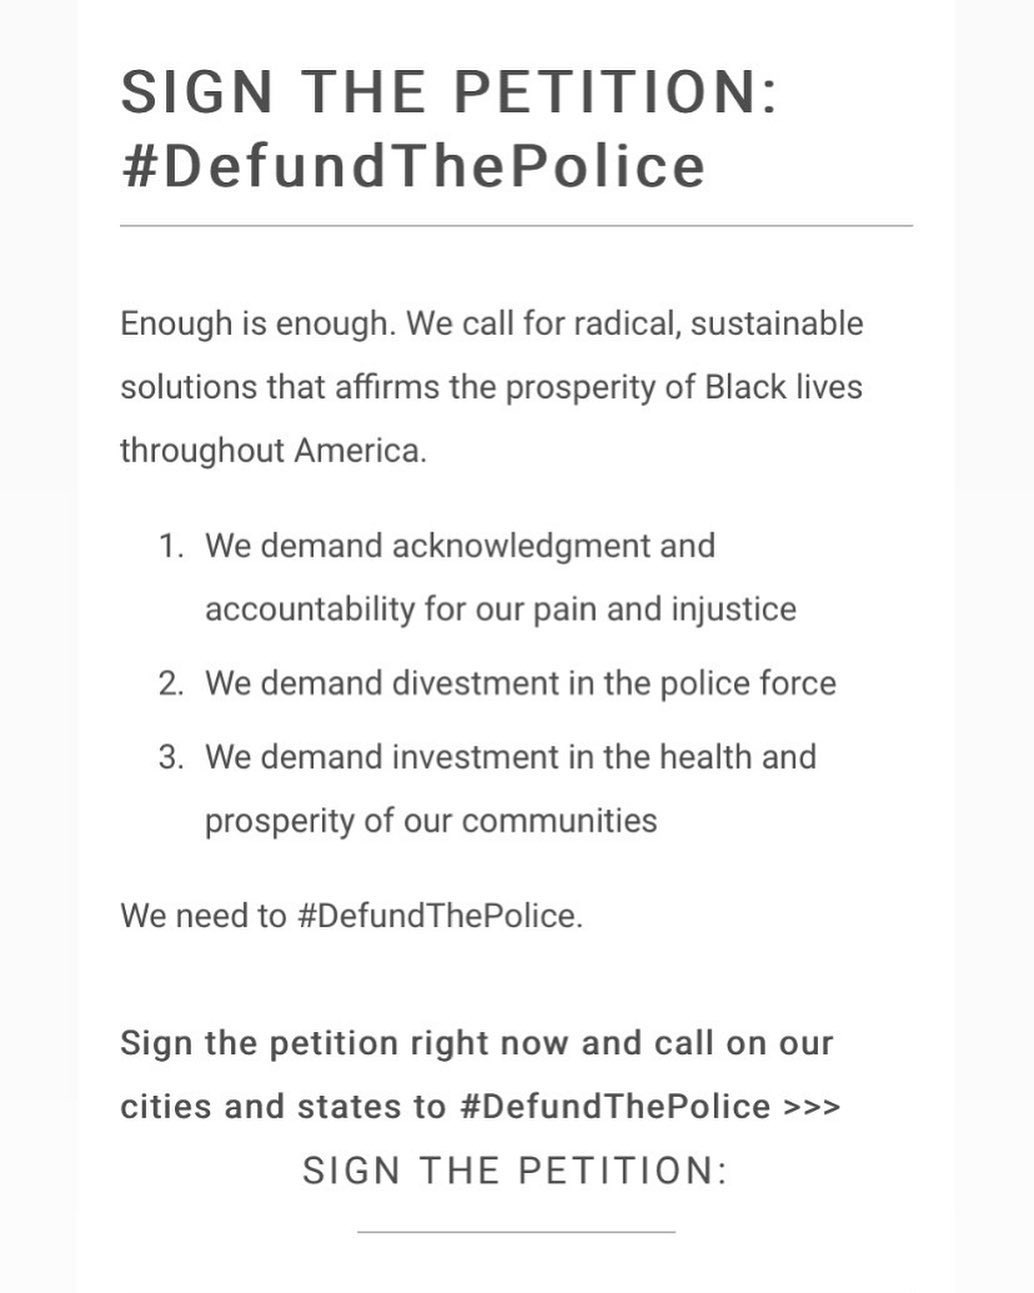 SIGN THE PETITION:
#DefundThePolice
Enough is enough. We call for radical, sustainable
solutions that affirms the prosperity of Black lives
throughout America.
1. We demand acknowledgment and
accountability for our pain and injustice
2. We demand divestment in the police force
3. We demand investment in the health and
prosperity of our communities
We need to #DefundThePolice.
Sign the petition right now and call on our
cities and states to #DefundThePolice >>>
SIGN THE PETITION: